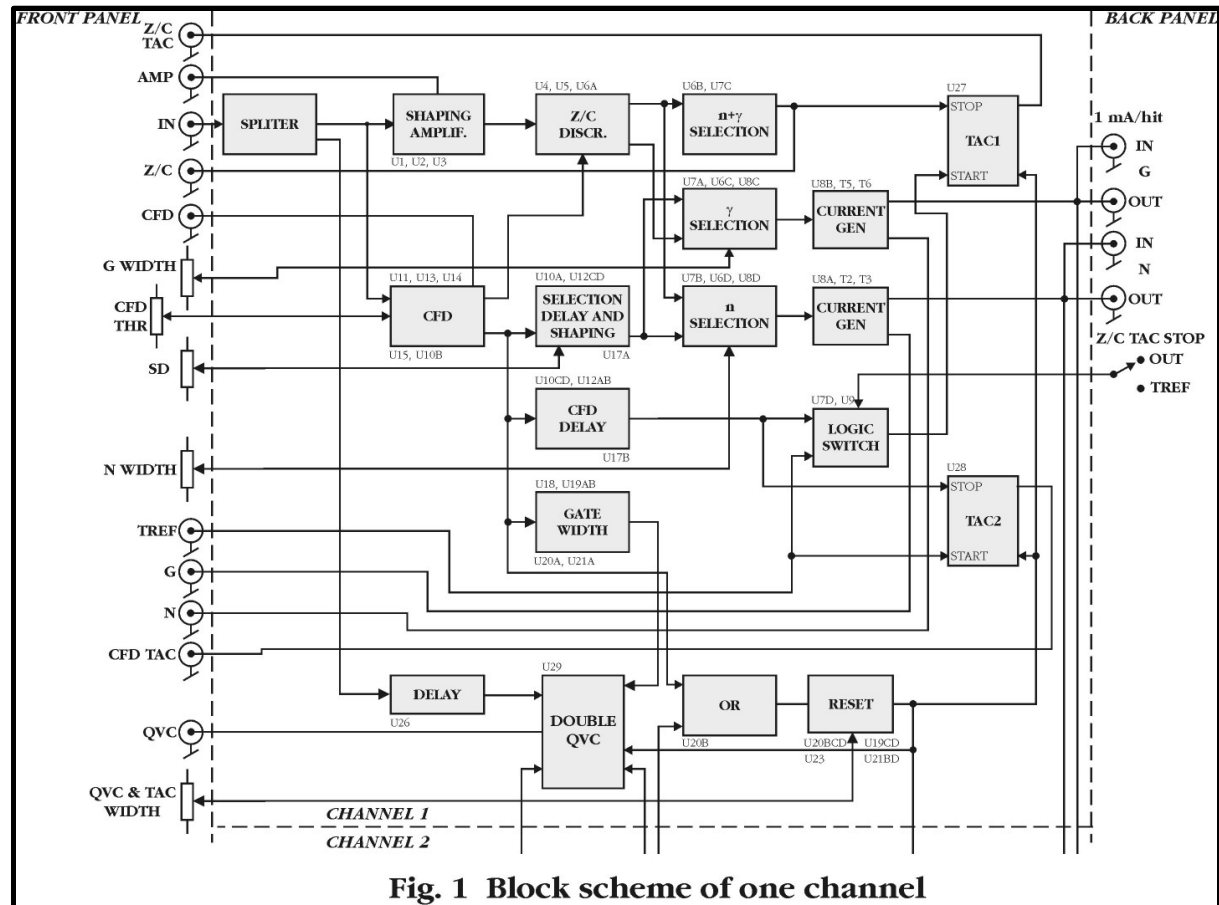 FRONT PANEL
BACK PANEL
Z/C
TAC
AMP
IN
Z/C
CFD
G WIDTH
CFD
THR
SD
N WIDTH
TREF
G
N
CFD TAC
QVC
QVC & TAC
WIDTH
SPLITER
SHAPING
AMPLIF.
U1, U2, U3
U4, U5, U6A
Z/C
DISCR.
U6B, U7C
n+γ
SELECTION
U27
STOP
TAC1
START
1 mA/hit
IN
G
OUT
IN
N
OUT
Z/C TAC STOP
OUT
TREF
U7A, U6C, U8C
γ
SELECTION
U8B, T5, T6
CURRENT
GEN
U11, U13, U14
CFD
U15, U10B
U10A, U12CD
SELECTION
DELAY AND
SHAPING
U17A
U7B, U6D, U8D
n
SELECTION
U8A, T2, T3
CURRENT
GEN
U10CD, U12AB
CFD
DELAY
U17B
U7D, U9
LOGIC
SWITCH
U18, U19AB
GATE
WIDTH
U20A, U21A
U28
STOP
TAC2
START
DELAY
U26
U29
DOUBLE
QVC
OR
U20B
RESET
U20BCD U19CD
U23 U21BD
CHANNEL 1
CHANNEL 2
Fig. 1 Block scheme of one channel